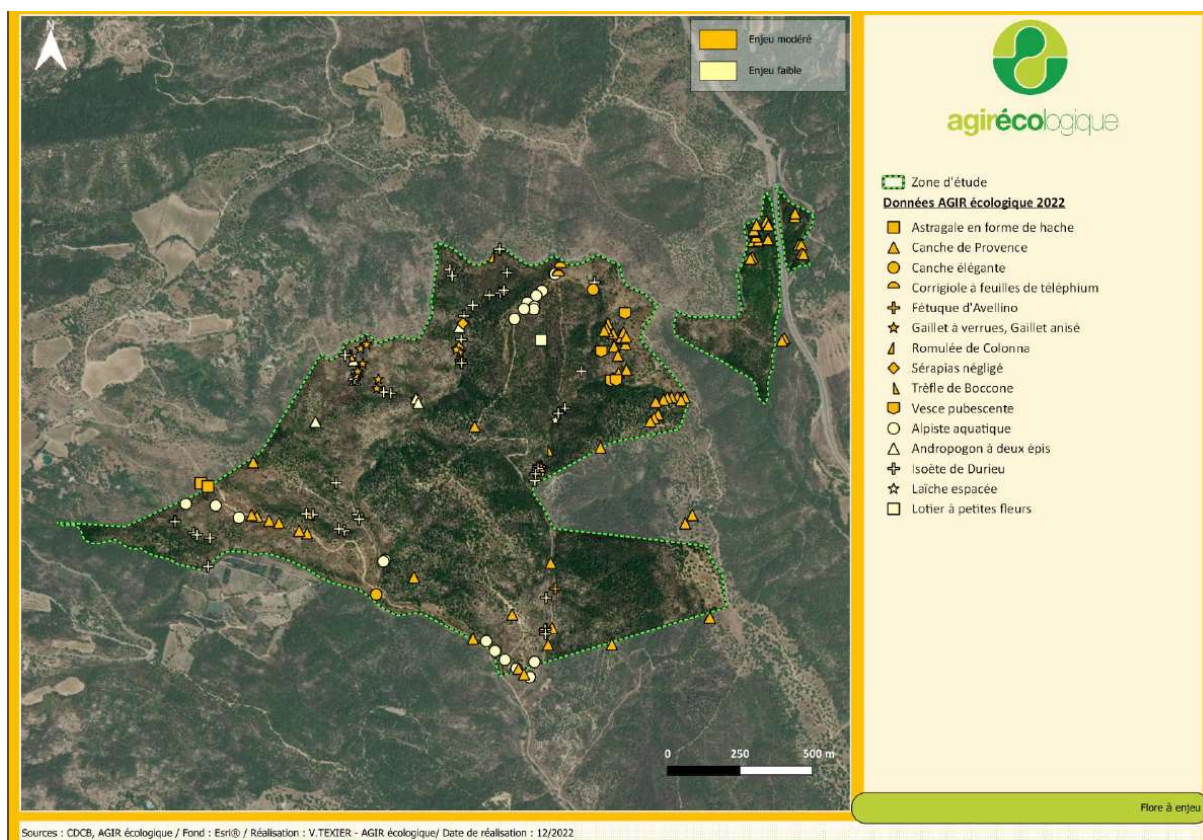 Enjeu modéré
Enjeu faible
agirécologique
Zone d'étude
Données AGIR écologique 2022
Astragale en forme de hache
Canche de Provence
Canche élégante
Corrigiole à feuilles de téléphium
Fétuque d'Avellino
Gaillet à verrues, Gaillet anisé
Romulée de Colonna
Sérapias négligé
Trèfle de Boccone
Vesce pubescente
Alpiste aquatique
Andropogon à deux épis
Isoète de Durieu
Laîche espacée
Lotier à petites fleurs
0 250 500 m
Flore à enjeu
Sources : CDCB, AGIR écologique / Fond : Esri® / Réalisation : V.TEXIER - AGIR écologique/ Date de réalisation : 12/2022